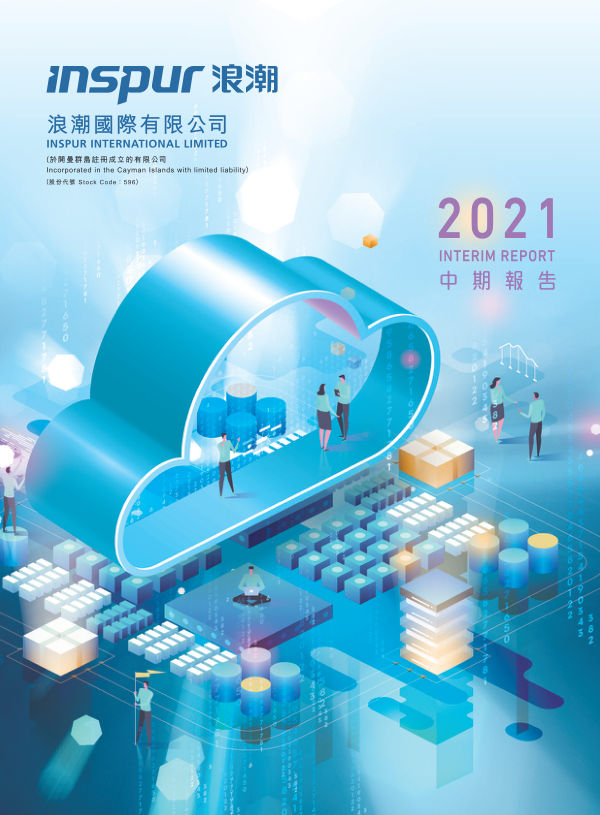 inspur 浪潮
浪潮國際有限公司
INSPUR INTERNATIONAL LIMITED
(於開曼群島註冊成立的有限公司
Incorporated in the Cayman Islands with limited liability)
(股份代號 Stock Code：596)
2021
INTERIM REPORT
中期報告